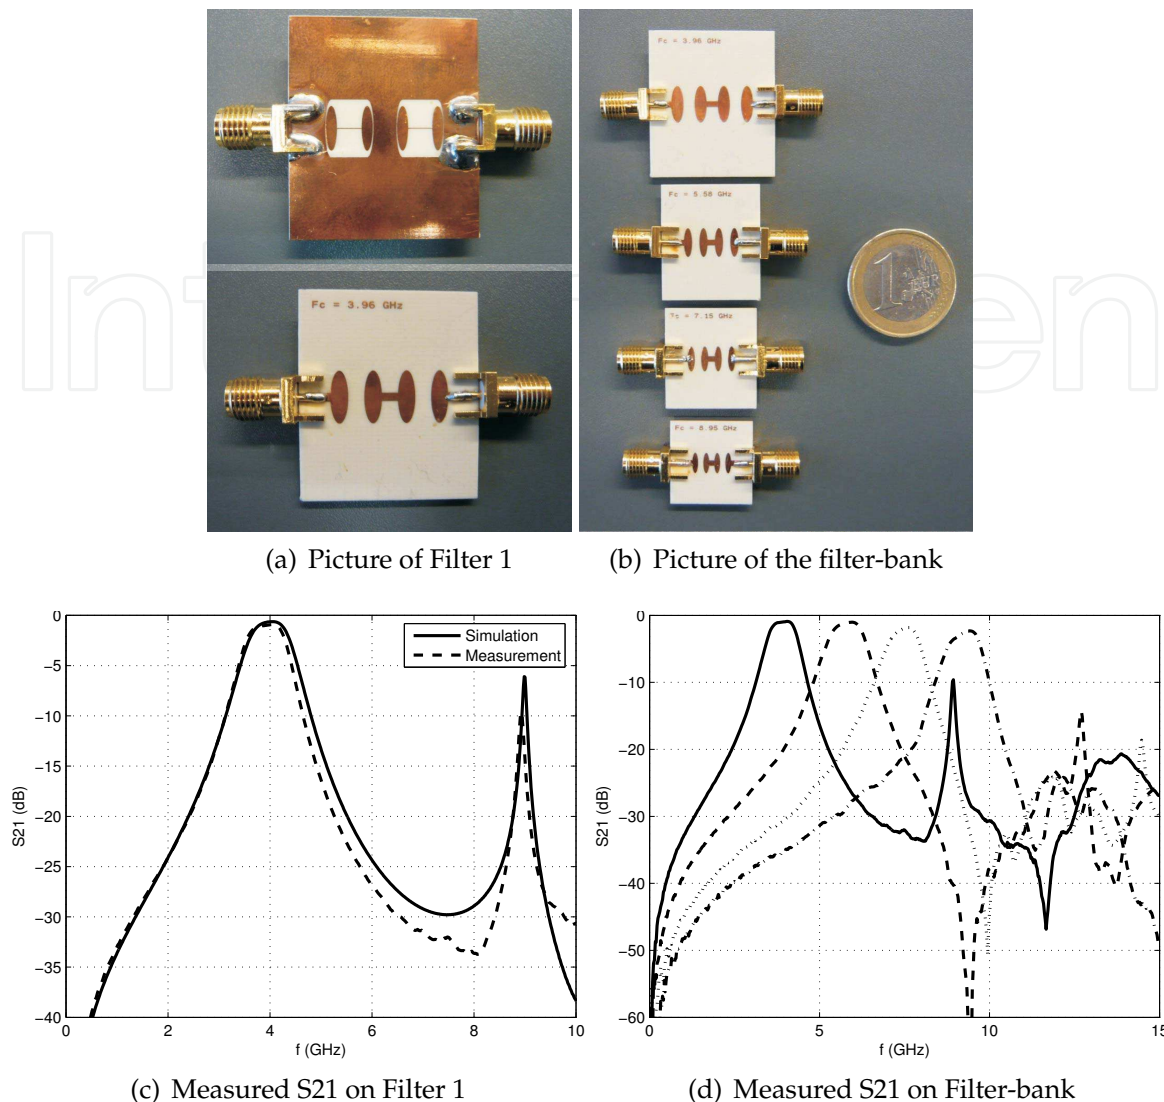 Fc = 3.96 GHz
Fc = 3.96 GHz
Fc = 5.58 GHz
Fc = 7.15 GHz
Fc = 8.95 GHz
1
(a) Picture of Filter 1
(b) Picture of the filter-bank
Simulation
Measurement
0
−5
−10
−15
−20
−25
−30
−35
−40
S21 (dB)
0 2 4 6 8 10
f (GHz)
(c) Measured S21 on Filter 1
0
−10
−20
−30
−40
−50
−60
S21 (dB)
0 5 10 15
f (GHz)
(d) Measured S21 on Filter-bank